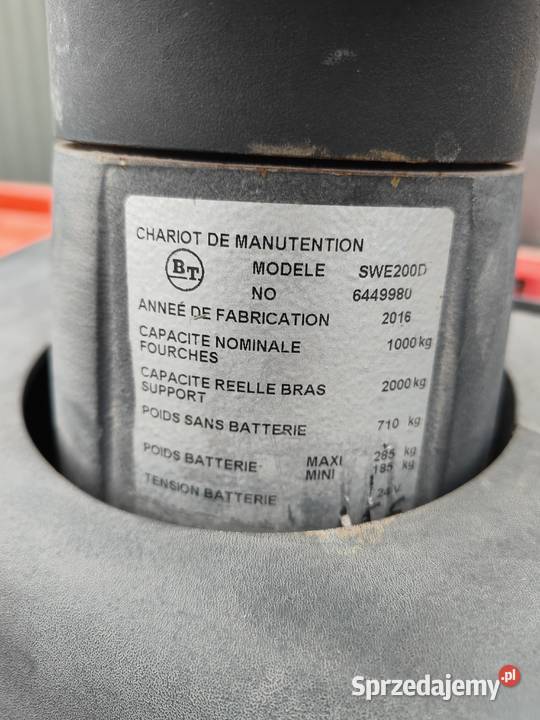 CHARIOT DE MANUTENTION
BT MODELE SWE200D
NO 6449980
ANNEÉ DE FABRICATION 2016
CAPACITE NOMINALE 1000 kg
FOURCHES
CAPACITE REELLE BRAS 2000 kg
SUPPORT
POIDS SANS BATTERIE 710 kg
POIDS BATTERIE MAXI 285 kg
MINI 185 kg
TENSION BATTERIE 24 V
Sprzedajemy.pl